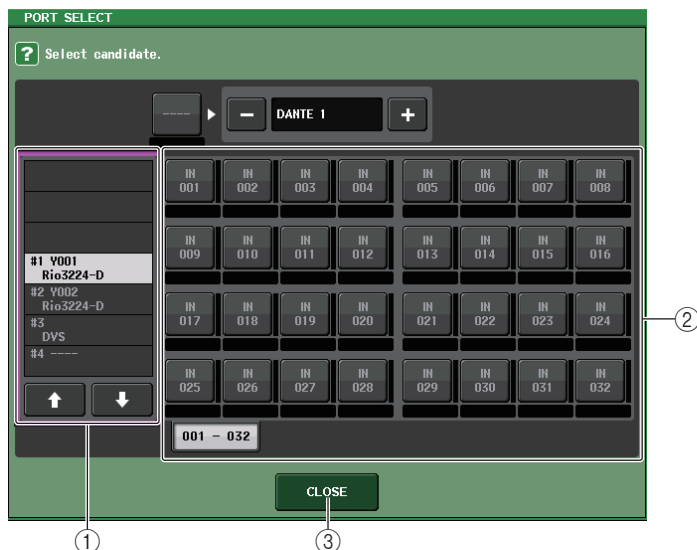 PORT SELECT
? Select candidate.
----
−
DANTE 1
+
#1 Y001
Rio3224-D
#2 Y002
Rio3224-D
#3
DVS
#4 ----
IN 001
IN 002
IN 003
IN 004
IN 005
IN 006
IN 007
IN 008
IN 009
IN 010
IN 011
IN 012
IN 013
IN 014
IN 015
IN 016
IN 017
IN 018
IN 019
IN 020
IN 021
IN 022
IN 023
IN 024
IN 025
IN 026
IN 027
IN 028
IN 029
IN 030
IN 031
IN 032
001 - 032
CLOSE
①
②
③